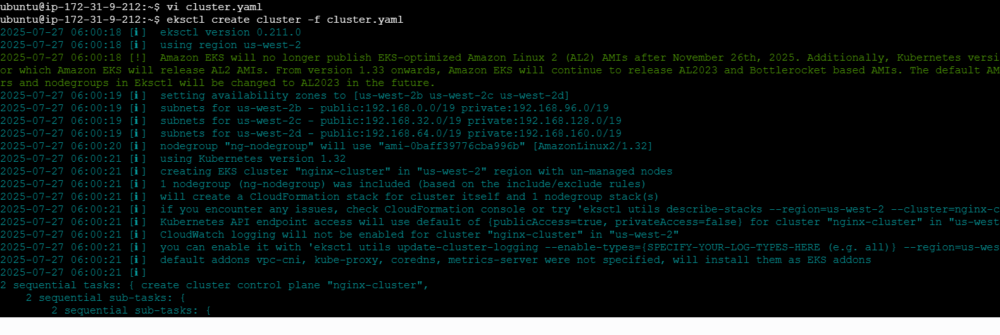 ubuntu@ip-172-31-9-212:~$ vi cluster.yaml
ubuntu@ip-172-31-9-212:~$ eksctl create cluster -f cluster.yaml
2025-07-27 06:00:18 [ℹ]  eksctl version 0.211.0
2025-07-27 06:00:18 [ℹ]  using region us-west-2
2025-07-27 06:00:18 [!]  Amazon EKS will no longer publish EKS-optimized Amazon Linux 2 (AL2) AMIs after November 26th, 2025. Additionally, Kubernetes versi
or which Amazon EKS will release AL2 AMIs. From version 1.33 onwards, Amazon EKS will continue to release AL2023 and Bottlerocket based AMIs. The default AM
rs and nodegroups in Eksctl will be changed to AL2023 in the future.
2025-07-27 06:00:19 [ℹ]  setting availability zones to [us-west-2b us-west-2c us-west-2d]
2025-07-27 06:00:19 [ℹ]  subnets for us-west-2b - public:192.168.0.0/19 private:192.168.96.0/19
2025-07-27 06:00:19 [ℹ]  subnets for us-west-2c - public:192.168.32.0/19 private:192.168.128.0/19
2025-07-27 06:00:19 [ℹ]  subnets for us-west-2d - public:192.168.64.0/19 private:192.168.160.0/19
2025-07-27 06:00:20 [ℹ]  nodegroup "ng-nodegroup" will use "ami-0baff39776cba996b" [AmazonLinux2/1.32]
2025-07-27 06:00:21 [ℹ]  using Kubernetes version 1.32
2025-07-27 06:00:21 [ℹ]  creating EKS cluster "nginx-cluster" in "us-west-2" region with un-managed nodes
2025-07-27 06:00:21 [ℹ]  1 nodegroup (ng-nodegroup) was included (based on the include/exclude rules)
2025-07-27 06:00:21 [ℹ]  will create a CloudFormation stack for cluster itself and 1 nodegroup stack(s)
2025-07-27 06:00:21 [ℹ]  if you encounter any issues, check CloudFormation console or try 'eksctl utils describe-stacks --region=us-west-2 --cluster=nginx-c
2025-07-27 06:00:21 [ℹ]  Kubernetes API endpoint access will use default of {publicAccess=true, privateAccess=false} for cluster "nginx-cluster" in "us-west
2025-07-27 06:00:21 [ℹ]  CloudWatch logging will not be enabled for cluster "nginx-cluster" in "us-west-2"
2025-07-27 06:00:21 [ℹ]  you can enable it with 'eksctl utils update-cluster-logging --enable-types={SPECIFY-YOUR-LOG-TYPES-HERE (e.g. all)} --region=us-wes
2025-07-27 06:00:21 [ℹ]  default addons vpc-cni, kube-proxy, coredns, metrics-server were not specified, will install them as EKS addons
2025-07-27 06:00:21 [ℹ]
2 sequential tasks: { create cluster control plane "nginx-cluster",
    2 sequential sub-tasks: {
        2 sequential sub-tasks: {